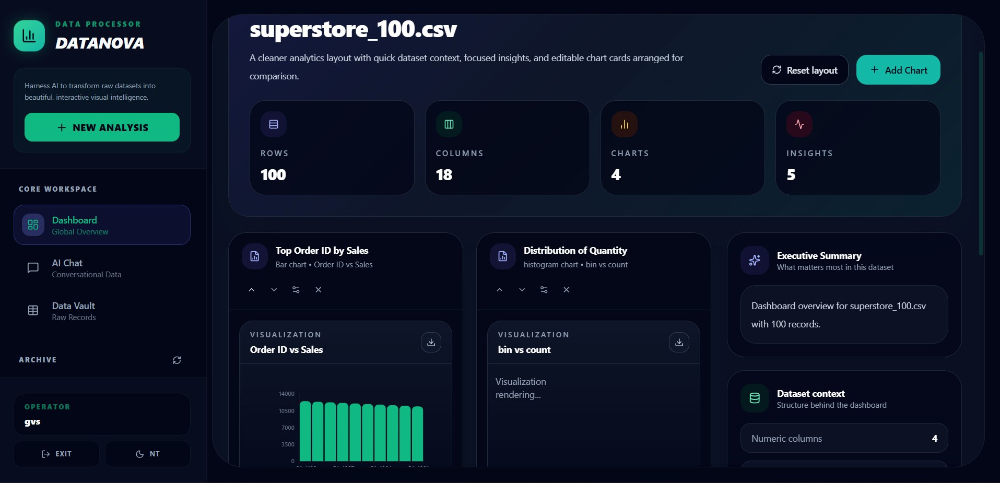 DATA PROCESSOR
DATANOVA
Harness AI to transform raw datasets into
beautiful, interactive visual intelligence.
NEW ANALYSIS
CORE WORKSPACE
Dashboard
Global Overview
AI Chat
Conversational Data
Data Vault
Raw Records
ARCHIVE
OPERATOR
gvs
EXIT
NT
superstore_100.csv
A cleaner analytics layout with quick dataset context, focused insights, and editable chart cards arranged for
comparison.
Reset layout
Add Chart
ROWS
100
COLUMNS
18
CHARTS
4
INSIGHTS
5
Top Order ID by Sales
Bar chart • Order ID vs Sales
VISUALIZATION
Order ID vs Sales
14000
10500
7000
3500
0
Distribution of Quantity
histogram chart • bin vs count
VISUALIZATION
bin vs count
Visualization
rendering...
Executive Summary
What matters most in this dataset
Dashboard overview for superstore_100.csv
with 100 records.
Dataset context
Structure behind the dashboard
Numeric columns
4